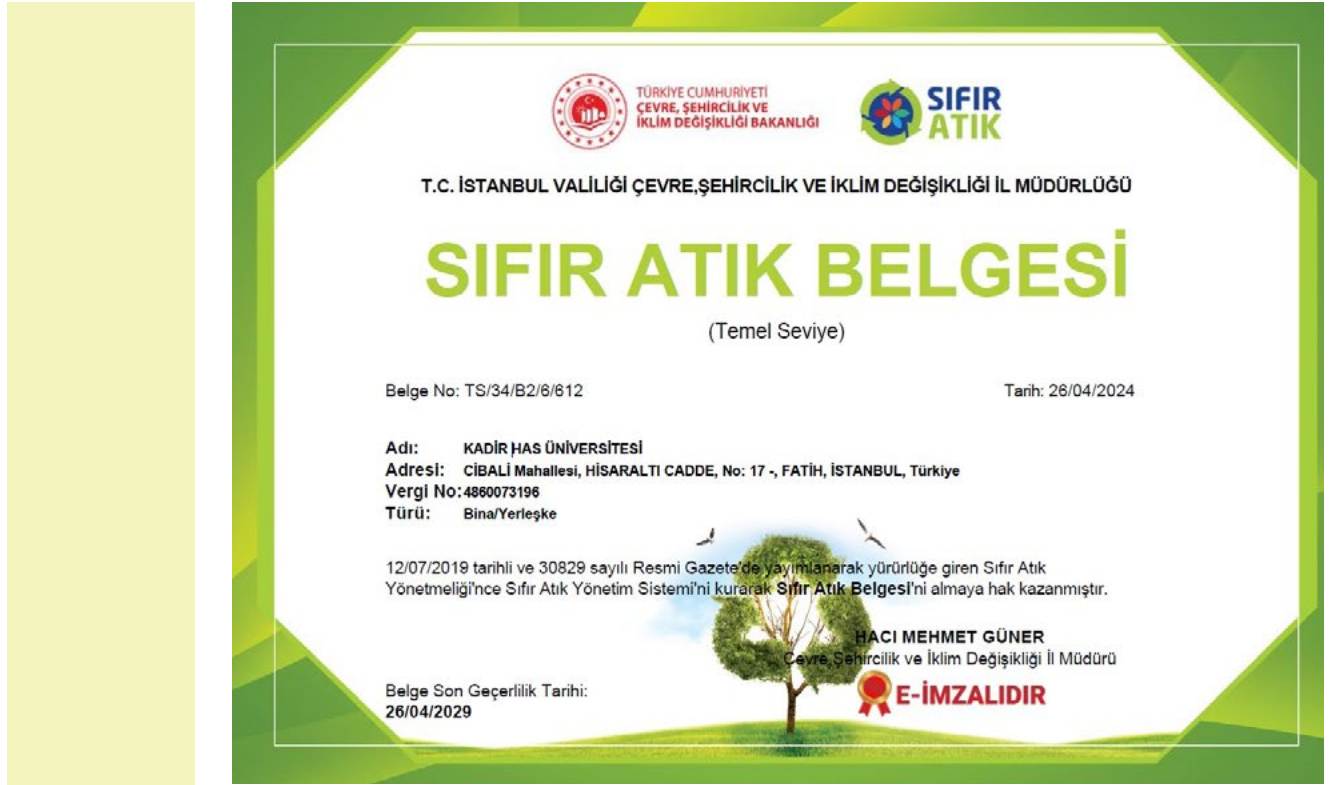 TÜRKİYE CUMHURİYETİ
ÇEVRE, ŞEHİRCİLİK VE
İKLİM DEĞİŞİKLİĞİ BAKANLIĞI
SIFIR
ATIK
T.C. İSTANBUL VALİLİĞİ ÇEVRE,ŞEHİRCİLİK VE İKLİM DEĞİŞİKLİĞİ İL MÜDÜRLÜĞÜ
SIFIR ATIK BELGESİ
(Temel Seviye)
Belge No: TS/34/B2/6/612
Tarih: 26/04/2024
Adı: KADİR HAS ÜNİVERSİTESİ
Adresi: CİBALİ Mahallesi, HİSARALTI CADDE, No: 17 -, FATİH, İSTANBUL, Türkiye
Vergi No: 4860073196
Türü: Bina/Yerleşke
12/07/2019 tarihli ve 30829 sayılı Resmi Gazete'de yayımlanarak yürürlüğe giren Sıfır Atık
Yönetmeliği'nce Sıfır Atık Yönetim Sistemi'ni kurarak Sıfır Atık Belgesi'ni almaya hak kazanmıştır.
HACI MEHMET GÜNER
Çevre,Şehircilik ve İklim Değişikliği İl Müdürü
E-İMZALIDIR
Belge Son Geçerlilik Tarihi:
26/04/2029